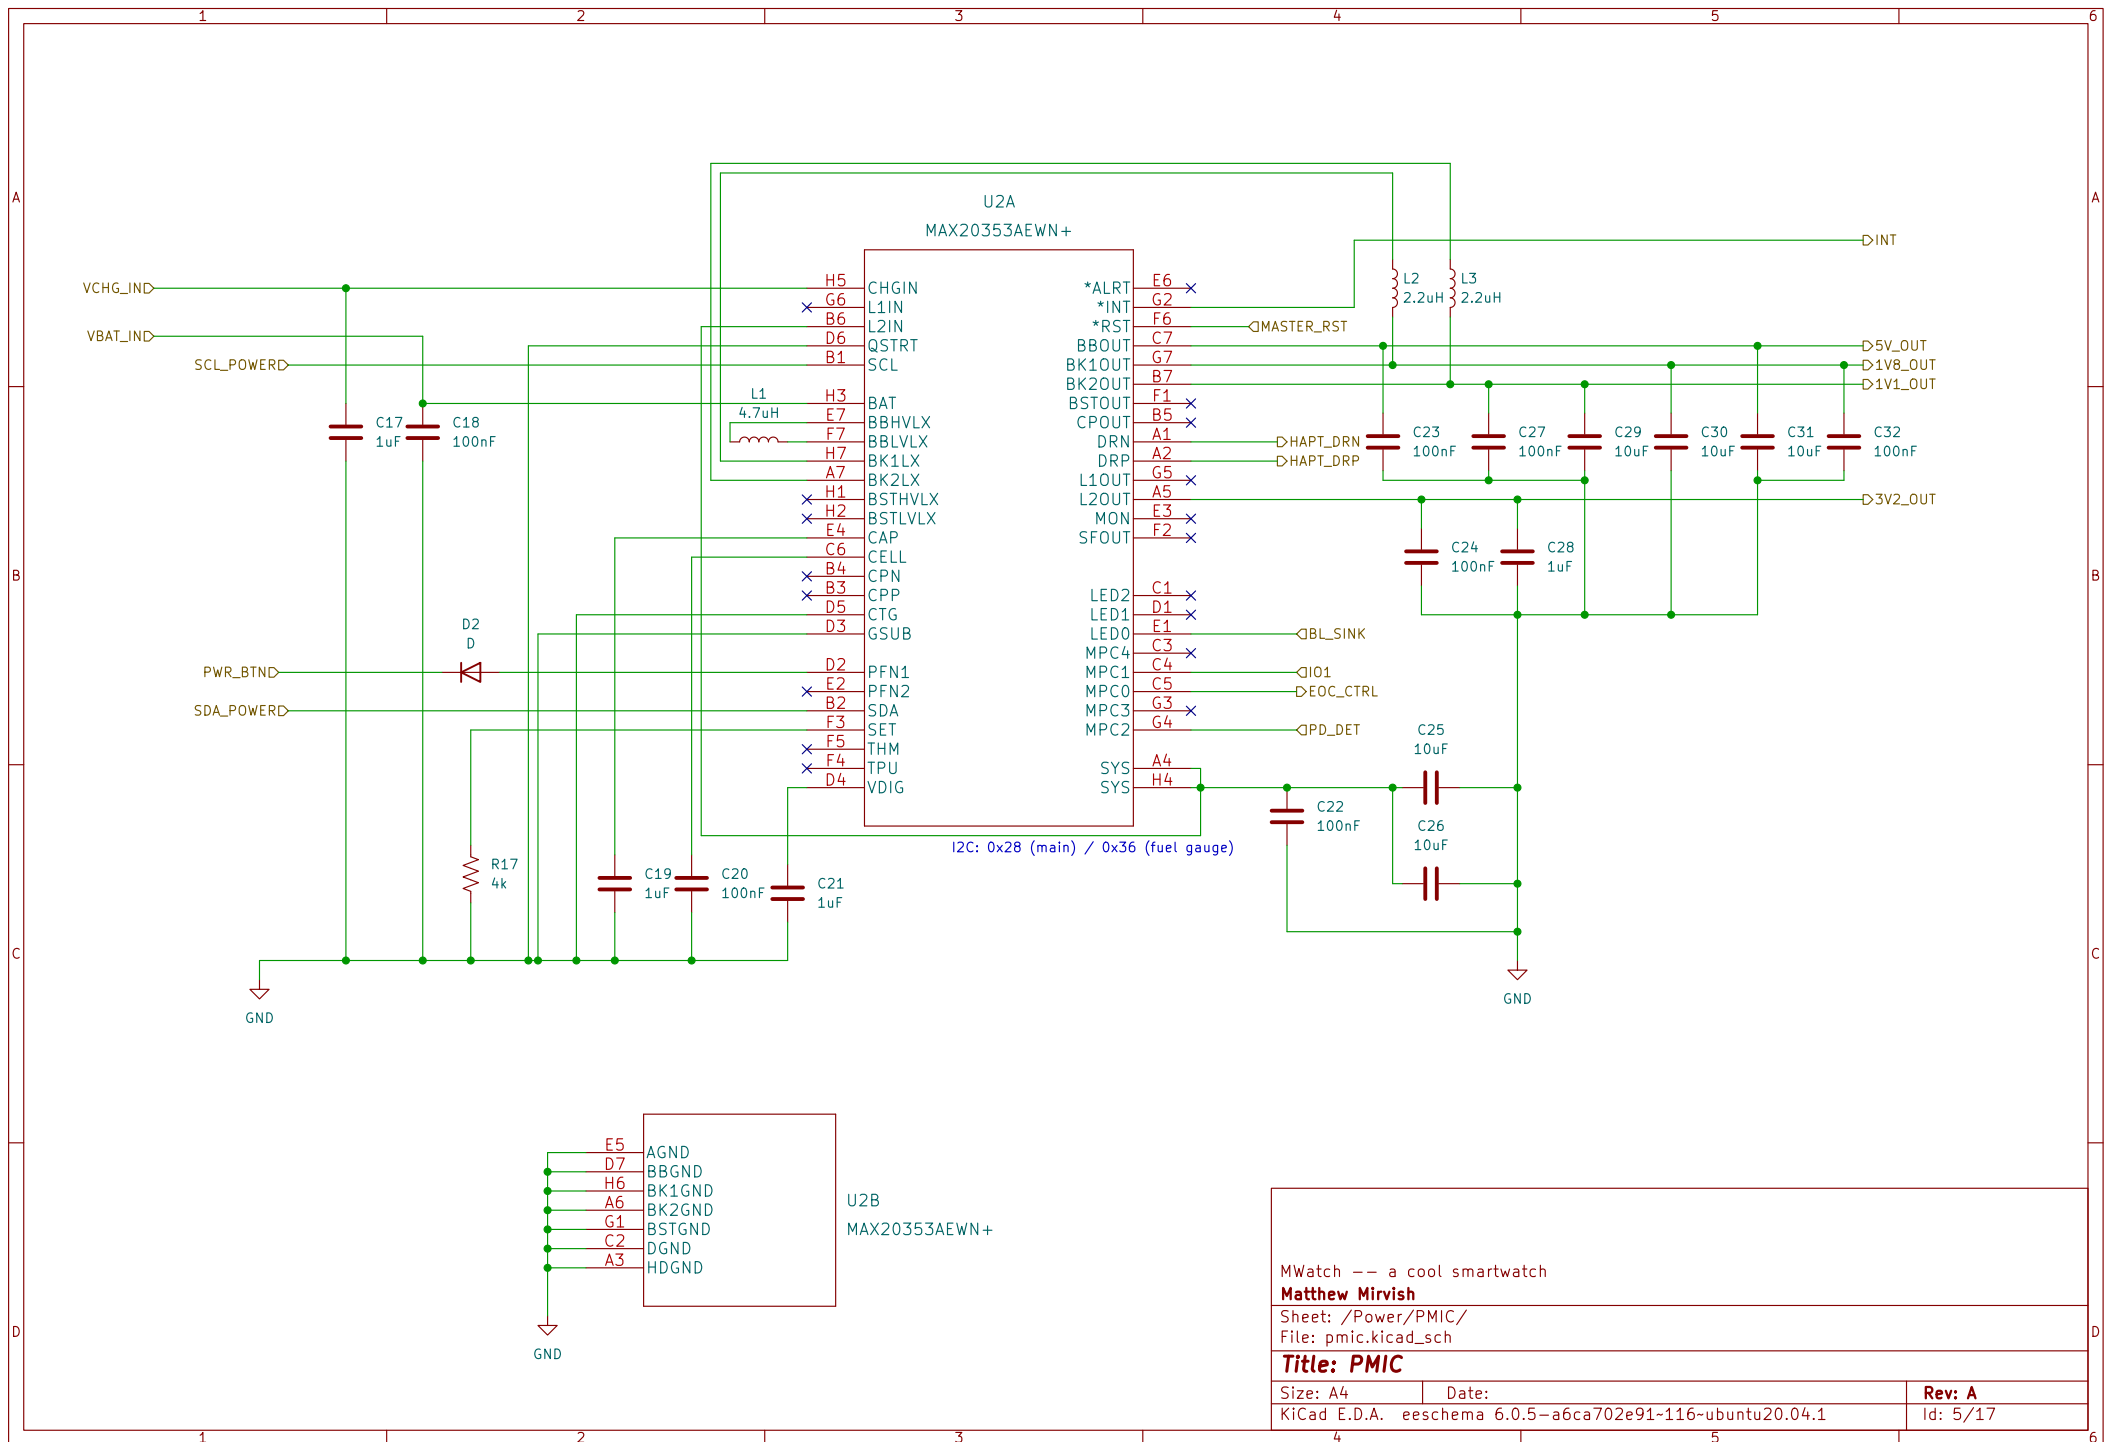 1 2 3 4 5 6
A A
U2A
MAX20353AEWN+
INT
VCHG_IN H5 CHGIN *ALRT E6 L2 L3
G6 L1IN *INT G2 2.2uH 2.2uH
VBAT_IN B6 L2IN *RST F6 MASTER_RST
D6 QSTRT BBOUT C7 5V_OUT
SCL_POWER B1 SCL BK1OUT G7 1V8_OUT
BK2OUT B7 1V1_OUT
L1 H3 BAT BSTOUT F1
4.7uH E7 BBHVLX CPOUT B5
C17 C18 F7 BBLVLX DRN A1 HAPT_DRN C23 C27 C29 C30 C31 C32
1uF 100nF H7 BK1LX DRP A2 HAPT_DRP 100nF 100nF 10uF 10uF 10uF 100nF
A7 BK2LX L1OUT G5
H1 BSTHVLX L2OUT A5 3V2_OUT
H2 BSTLVLX MON E3
E4 CAP SFOUT F2
C6 CELL C24 C28
100nF 1uF
B B4 CPN B
B3 CPP LED2 C1
D5 CTG LED1 D1
D2 D3 GSUB LED0 E1 BL_SINK
D MPC4 C3
PWR_BTN D2 PFN1 MPC1 C4 IO1
E2 PFN2 MPC0 C5 EOC_CTRL
SDA_POWER B2 SDA MPC3 G3
F3 SET MPC2 G4 PD_DET C25
F5 THM 10uF
F4 TPU SYS A4
D4 VDIG SYS H4
C22
100nF
C26
10uF
I2C: 0x28 (main) / 0x36 (fuel gauge)
R17 C19 C20 C21
4k 1uF 100nF 1uF
C C
GND GND
E5 AGND
D7 BBGND
H6 BK1GND U2B
A6 BK2GND MAX20353AEWN+
G1 BSTGND
C2 DGND
A3 HDGND
GND
MWatch -- a cool smartwatch
Matthew Mirvish
Sheet: /Power/PMIC/
File: pmic.kicad_sch
D D
Title: PMIC
Size: A4 Date: Rev: A
KiCad E.D.A. eeschema 6.0.5-a6ca702e91~116~ubuntu20.04.1 Id: 5/17
1 2 3 4 5 6